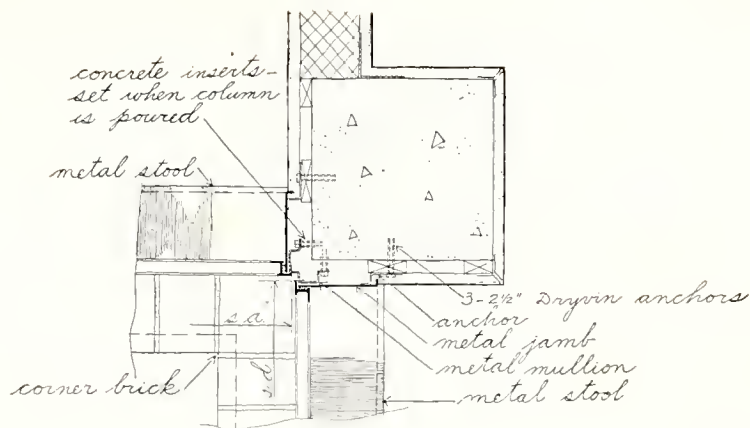 concrete inserts-
set when column
is poured
metal stool
3-2½" Dryvin anchors
anchor
metal jamb
metal mullion
metal stool
s.a.
s.d.
corner brick